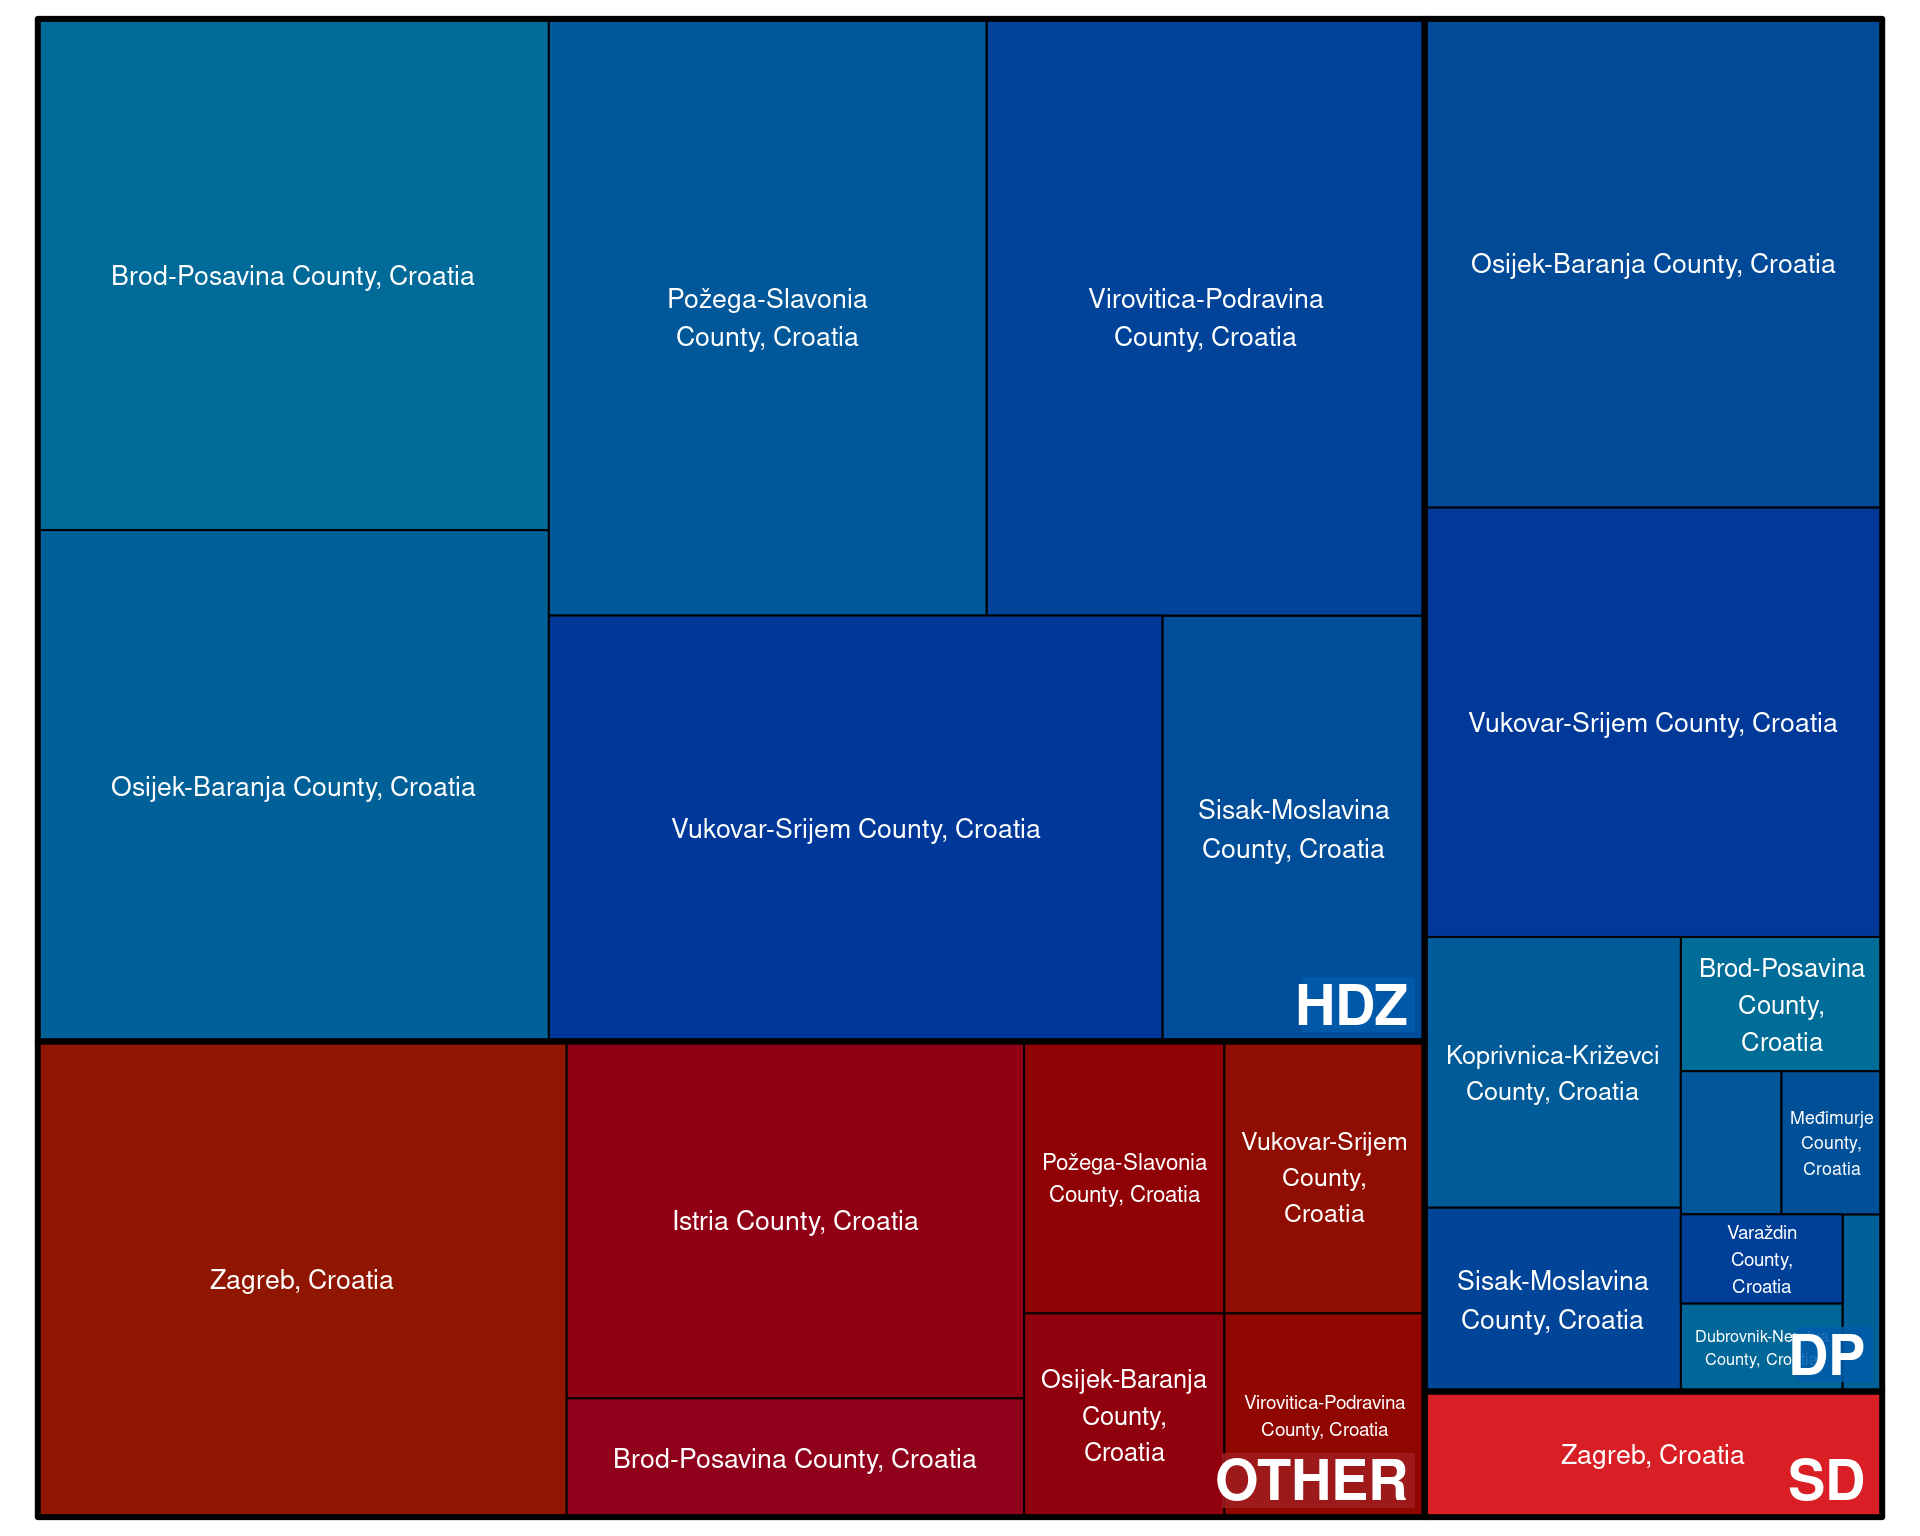 Brod-Posavina County, Croatia
Osijek-Baranja County, Croatia
Požega-Slavonia
County, Croatia
Virovitica-Podravina
County, Croatia
Vukovar-Srijem County, Croatia
Sisak-Moslavina
County, Croatia
HDZ
Zagreb, Croatia
Istria County, Croatia
Brod-Posavina County, Croatia
Požega-Slavonia
County, Croatia
Vukovar-Srijem
County,
Croatia
Osijek-Baranja
County,
Croatia
Virovitica-Podravina
County, Croatia
OTHER
Osijek-Baranja County, Croatia
Vukovar-Srijem County, Croatia
Koprivnica-Križevci
County, Croatia
Brod-Posavina
County,
Croatia
Međimurje
County,
Croatia
Sisak-Moslavina
County, Croatia
Varaždin
County,
Croatia
County,
DP
Zagreb, Croatia
SD